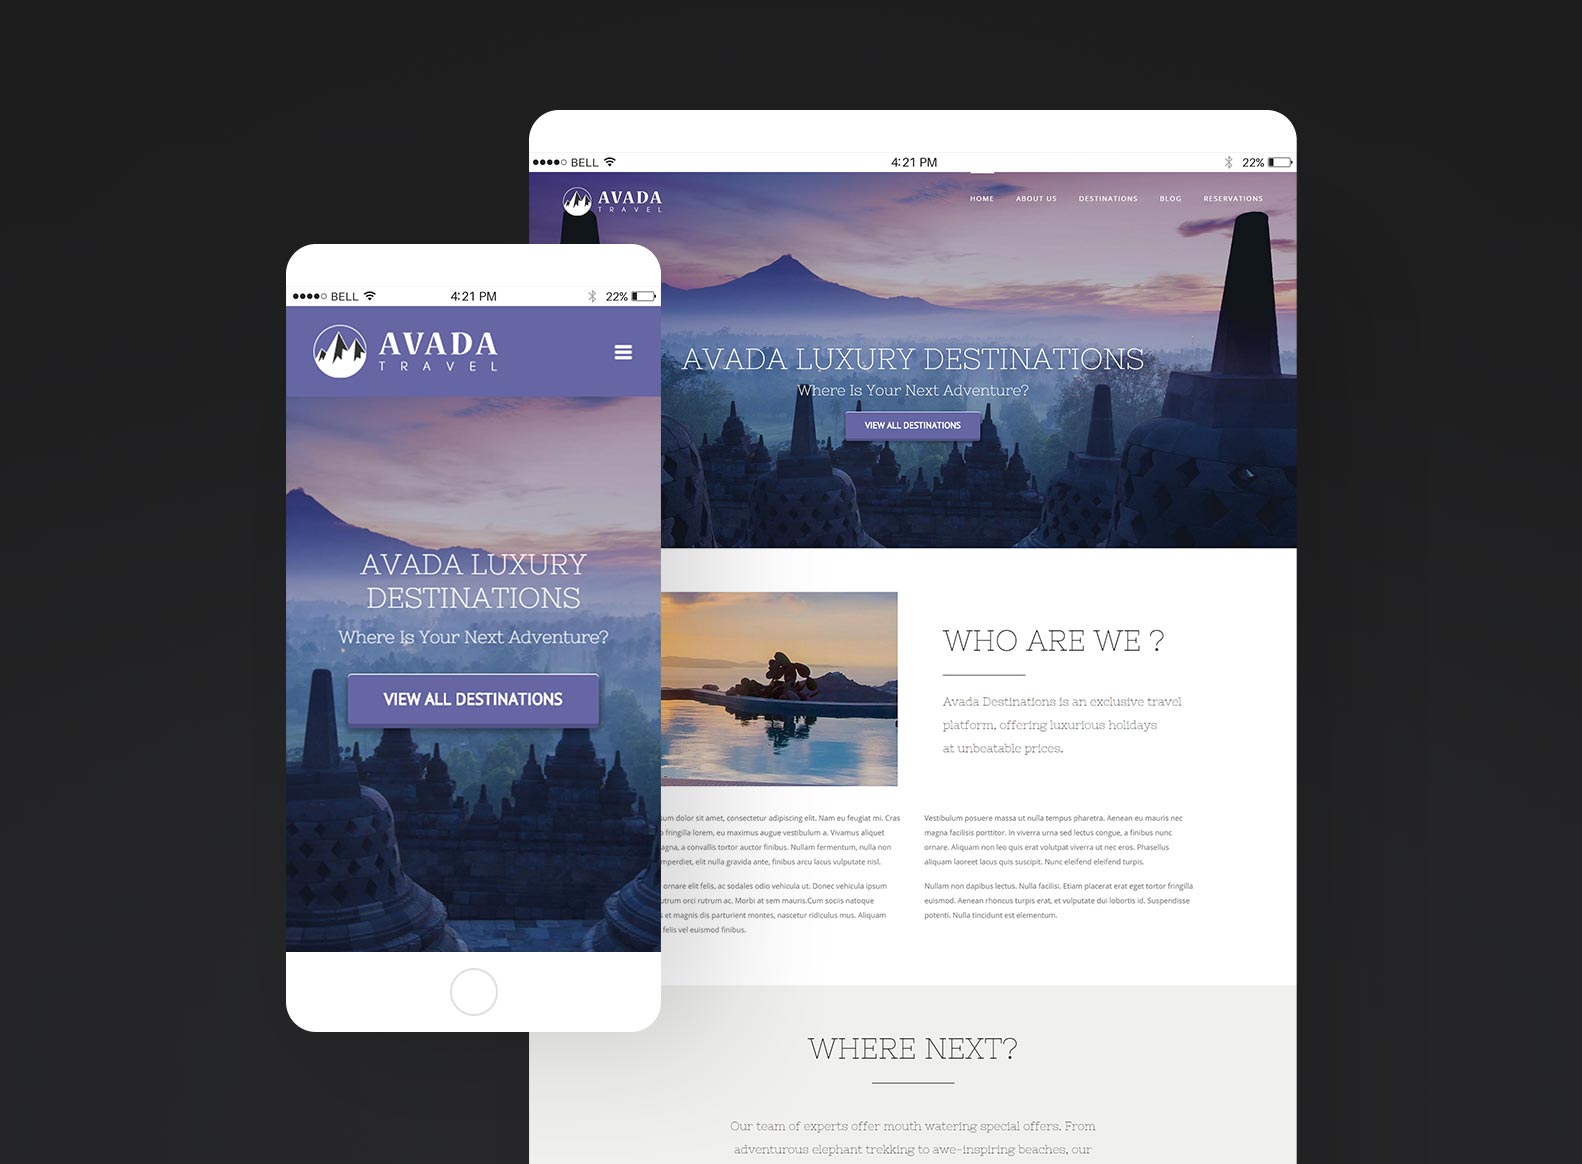 BELL
4:21 PM
22%
AVADA
TRAVEL
HOME
ABOUT US
DESTINATIONS
BLOG
RESERVATIONS
AVADA LUXURY DESTINATIONS
Where Is Your Next Adventure?
VIEW ALL DESTINATIONS
BELL
4:21 PM
22%
AVADA
TRAVEL
AVADA LUXURY
DESTINATIONS
Where Is Your Next Adventure?
VIEW ALL DESTINATIONS
WHO ARE WE ?
Avada Destinations is an exclusive travel
platform, offering luxurious holidays
at unbeatable prices.
sum dolor sit amet, consectetur adipiscing elit. Nam eu feugiat mi. Cras
fringilla lorem, eu maximus augue vestibulum a. Vivamus aliquet
agna, a convallis tortor auctor finibus. Nullam fermentum, nulla non
mperdiet, elit nulla gravida ante, finibus arcu lacus vulputate nisl.
ornare elit felis, ac sodales odio vehicula ut. Donec vehicula ipsum
utrum orci rutrum ac. Morbi at sem mauris.Cum sociis natoque
et magnis dis parturient montes, nascetur ridiculus mus. Aliquam
felis vel euismod finibus.
Vestibulum posuere massa ut nulla tempus pharetra. Aenean eu mauris nec
magna facilisis porttitor. In viverra urna sed lectus congue, a finibus nunc
ornare. Aliquam non leo quis erat volutpat viverra ut nec eros. Phasellus
aliquam laoreet lacus quis suscipit. Nunc eleifend eleifend turpis.
Nullam non dapibus lectus. Nulla facilisi. Etiam placerat erat eget tortor fringilla
euismod. Aenean rhoncus turpis erat, et vulputate dui lobortis id. Suspendisse
potenti. Nulla tincidunt est elementum.
WHERE NEXT?
Our team of experts offer mouth watering special offers. From
adventurous elephant trekking to awe-inspiring beaches, our